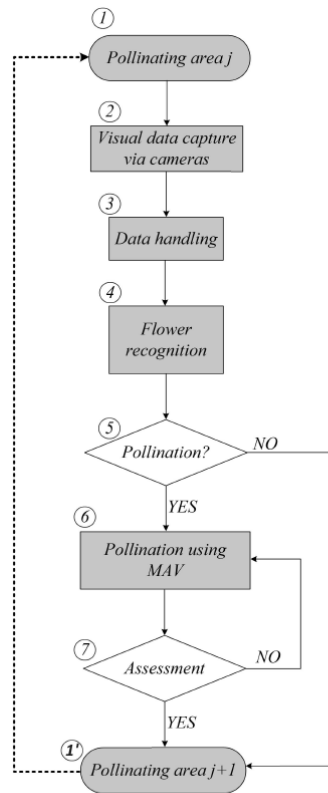 1
Pollinating area j
2
Visual data capture
via cameras
3
Data handling
4
Flower
recognition
5
Pollination?
NO
YES
6
Pollination using
MAV
7
Assessment
NO
YES
1'
Pollinating area j+1